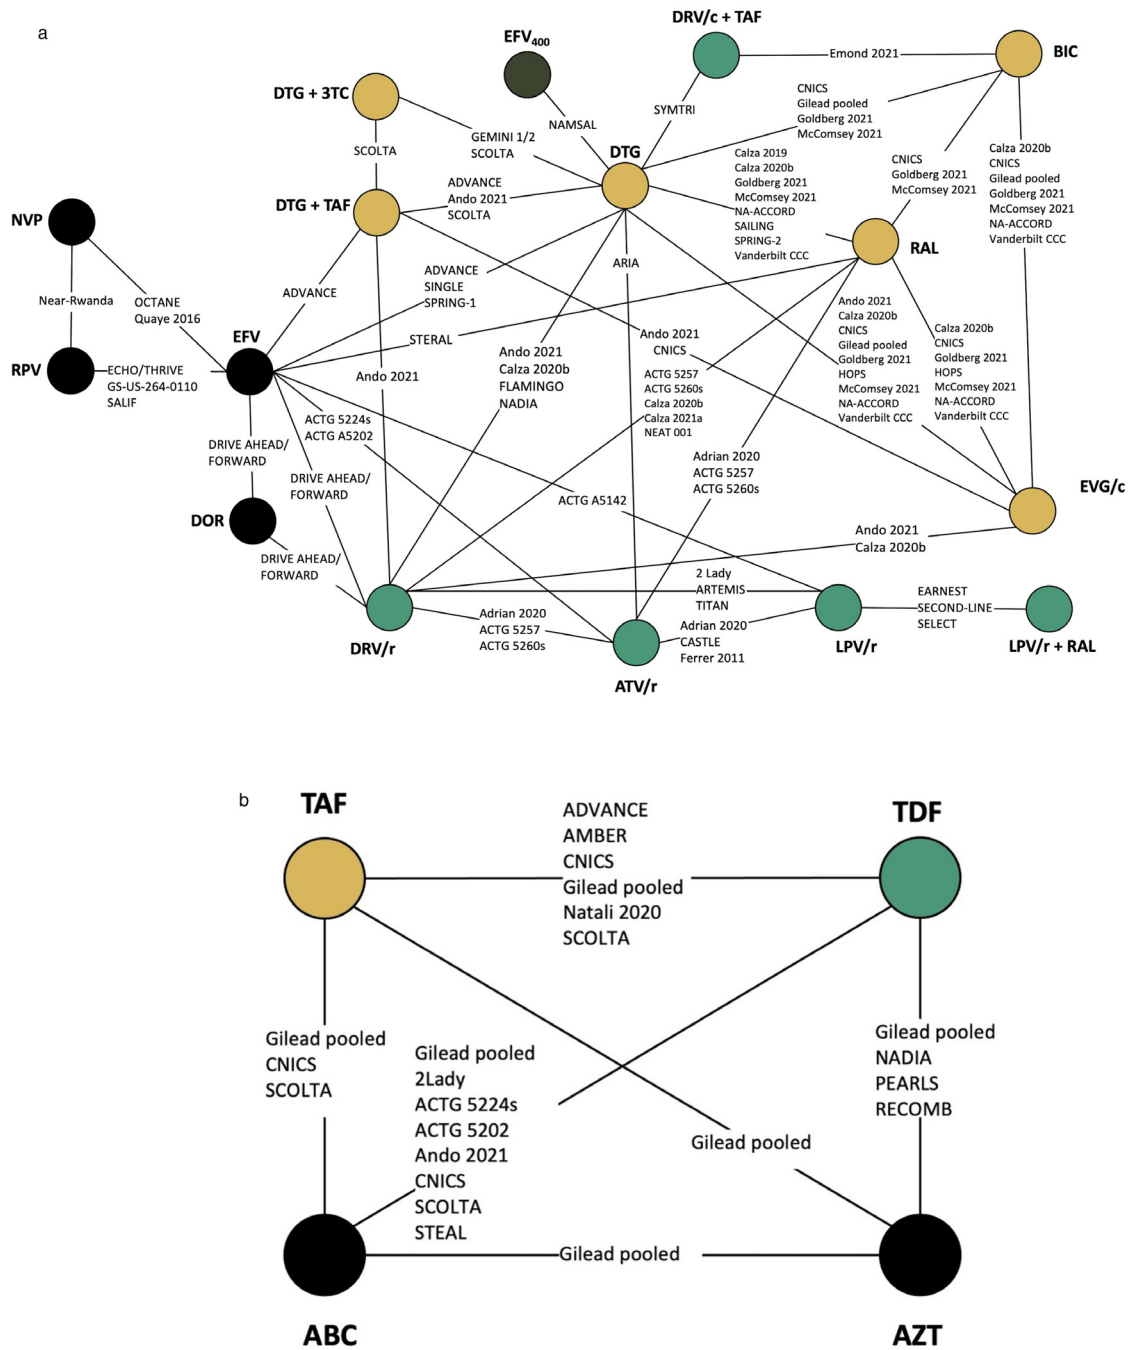 a
DRV/c + TAF
EFV400
BIC
Emond 2021
DTG + 3TC
CNICS
Gilead pooled
Goldberg 2021
McComsey 2021
SYMTRI
NAMSAL
GEMINI 1/2
SCOLTA
SCOLTA
DTG
Calza 2019
Calza 2020b
Goldberg 2021
McComsey 2021
NA-ACCORD
SAILING
SPRING-2
Vanderbilt CCC
CNICS
Goldberg 2021
McComsey 2021
Calza 2020b
CNICS
Gilead pooled
Goldberg 2021
McComsey 2021
NA-ACCORD
Vanderbilt CCC
ADVANCE
Ando 2021
SCOLTA
DTG + TAF
NVP
RAL
ADVANCE
SINGLE
SPRING-1
ARIA
ADVANCE
Near-Rwanda
OCTANE
Quaye 2016
EFV
STERAL
Ando 2021
CNICS
Ando 2021
Calza 2020b
CNICS
Gilead pooled
Goldberg 2021
HOPS
McComsey 2021
NA-ACCORD
Vanderbilt CCC
Calza 2020b
CNICS
Goldberg 2021
HOPS
McComsey 2021
NA-ACCORD
Vanderbilt CCC
RPV
ECHO/THRIVE
GS-US-264-0110
SALIF
Ando 2021
Ando 2021
Calza 2020b
FLAMINGO
NADIA
ACTG 5257
ACTG 5260s
Calza 2020b
Calza 2021a
NEAT 001
ACTG 5224s
ACTG A5202
DRIVE AHEAD/
FORWARD
DRIVE AHEAD/
FORWARD
Adrian 2020
ACTG 5257
ACTG 5260s
ACTG A5142
EVG/c
DOR
Ando 2021
Calza 2020b
DRIVE AHEAD/
FORWARD
2 Lady
ARTEMIS
TITAN
EARNEST
SECOND-LINE
SELECT
Adrian 2020
ACTG 5257
ACTG 5260s
Adrian 2020
CASTLE
Ferrer 2011
DRV/r
LPV/r
LPV/r + RAL
ATV/r
b
TAF
TDF
ADVANCE
AMBER
CNICS
Gilead pooled
Natali 2020
SCOLTA
Gilead pooled
CNICS
SCOLTA
Gilead pooled
2Lady
ACTG 5224s
ACTG 5202
Ando 2021
CNICS
SCOLTA
STEAL
Gilead pooled
NADIA
PEARLS
RECOMB
Gilead pooled
Gilead pooled
ABC
AZT